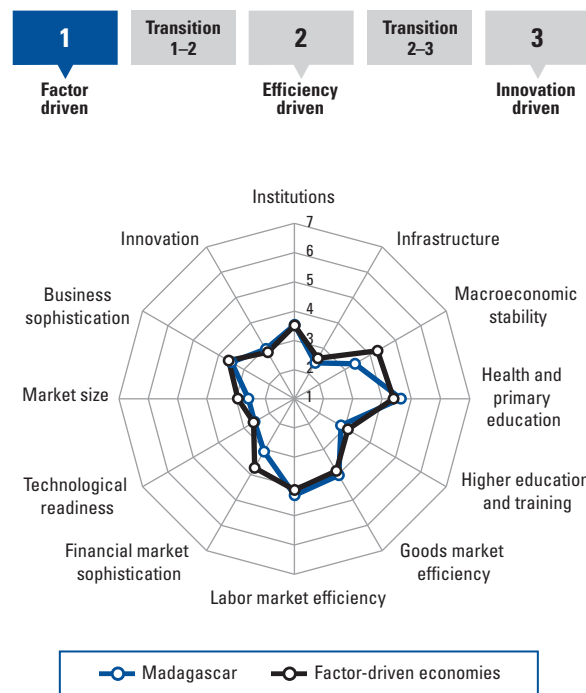 1
Transition
1–2
2
Transition
2–3
3
Factor
driven
Efficiency
driven
Innovation
driven
Institutions
7
Innovation
6
Infrastructure
5
Business
sophistication
4
Macroeconomic
stability
3
2
Market size
1
Health and
primary
education
Technological
readiness
Higher education
and training
Financial market
sophistication
Goods market
efficiency
Labor market efficiency
Madagascar
Factor-driven economies